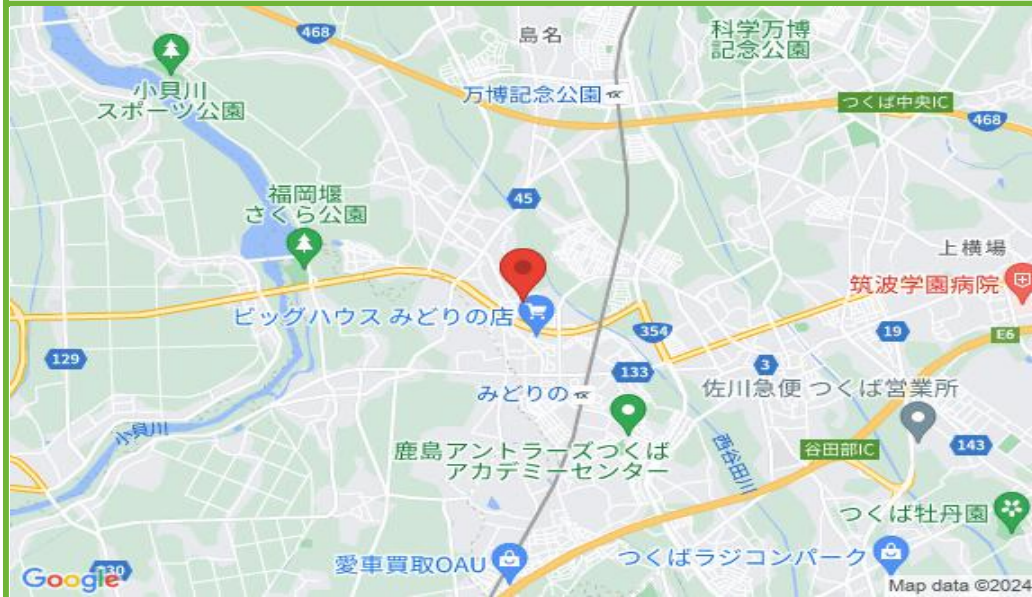 468
島名
科学万博
記念公園
小貝川
スポーツ公園
万博記念公園
つくば中央IC
468
福岡堰
さくら公園
45
上横場
筑波学園病院
ビッグハウス みどりの店
354
19
E6
129
133
3
みどりの
佐川急便 つくば営業所
小貝川
鹿島アントラーズつくば
アカデミーセンター
西谷田川
谷田部IC
143
つくば牡丹園
愛車買取OAU
つくばラジコンパーク
Google
Map data ©2024